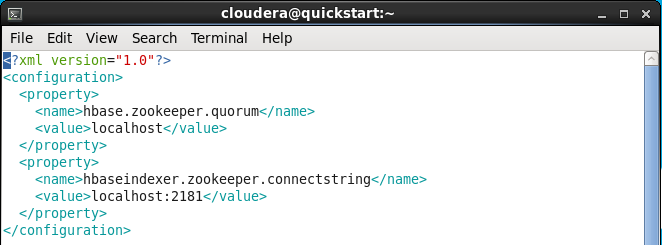 cloudera@quickstart:~
File Edit View Search Terminal Help
<?xml version="1.0"?>
<configuration>
  <property>
    <name>hbase.zookeeper.quorum</name>
    <value>localhost</value>
  </property>
  <property>
    <name>hbaseindexer.zookeeper.connectstring</name>
    <value>localhost:2181</value>
  </property>
</configuration>